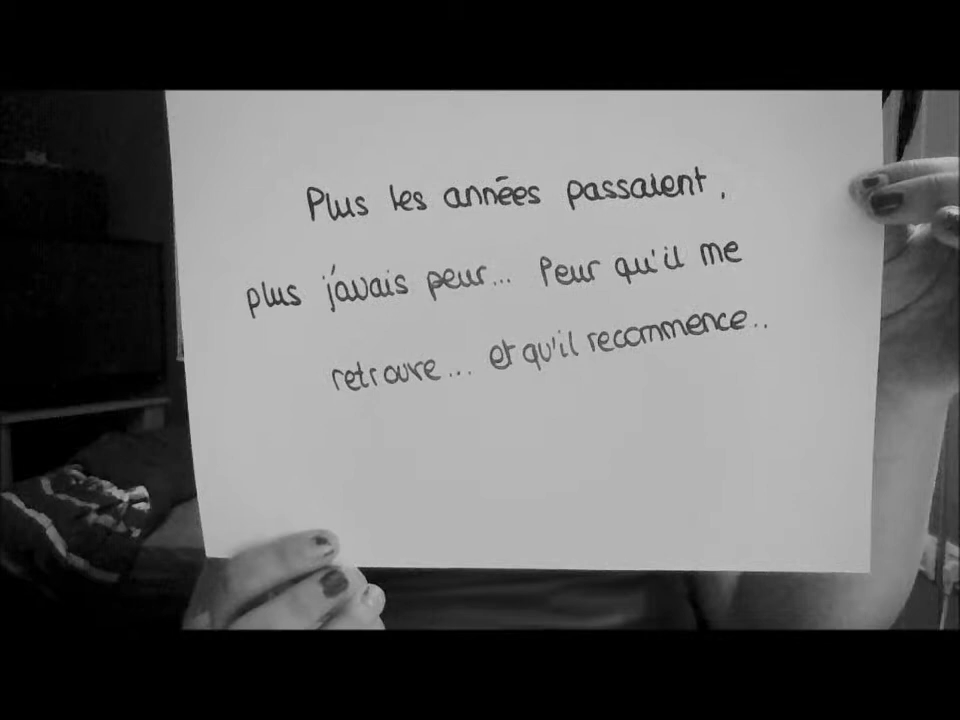 Plus les années passaient,
plus j'avais peur... Peur qu'il me
retrouve... et qu'il recommence..